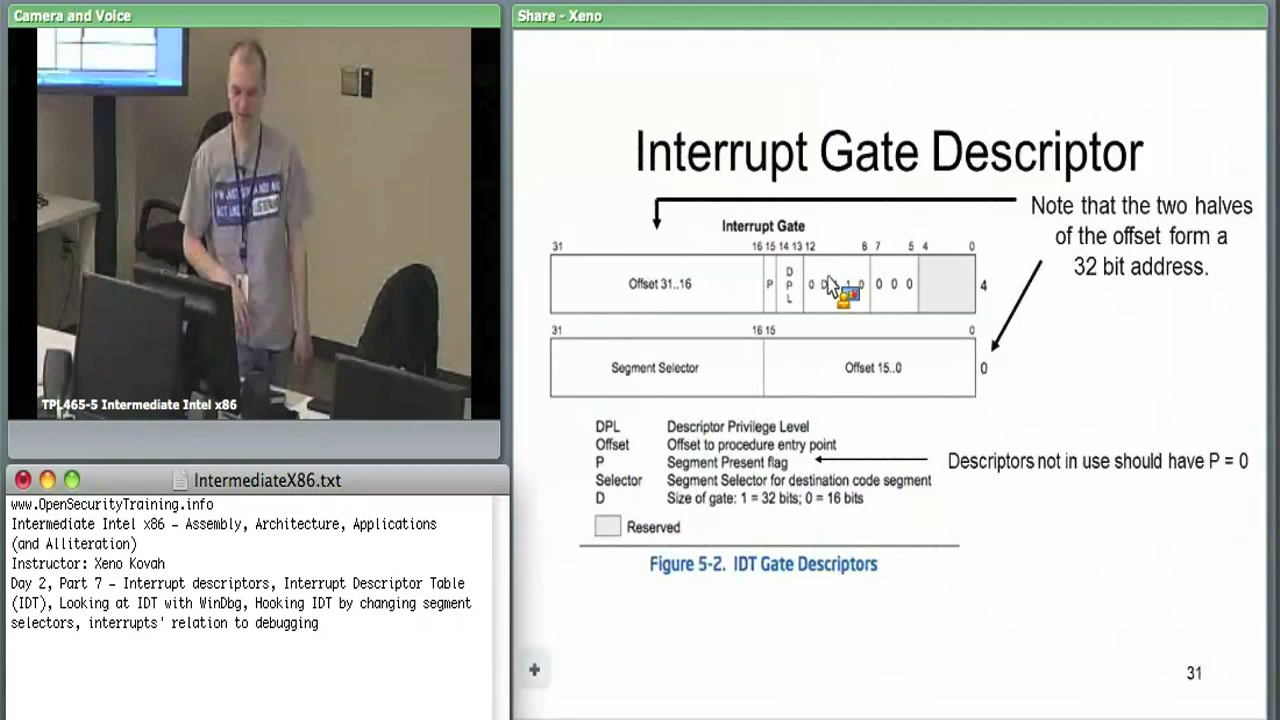 Camera and Voice
TPL465-5 Intermediate Intel x86
IntermediateX86.txt
www.OpenSecurityTraining.info
Intermediate Intel x86 – Assembly, Architecture, Applications
(and Alliteration)
Instructor: Xeno Kovah
Day 2, Part 7 – Interrupt descriptors, Interrupt Descriptor Table
(IDT), Looking at IDT with WinDbg, Hooking IDT by changing segment
selectors, interrupts' relation to debugging
Share - Xeno
Interrupt Gate Descriptor
Note that the two halves
of the offset form a
32 bit address.
Interrupt Gate
31 16 15 14 13 12 8 7 5 4 0
Offset 31..16 P DPL 0 D 1 0 0 0 0 4
31 16 15 0
Segment Selector Offset 15..0 0
DPL Descriptor Privilege Level
Offset Offset to procedure entry point
P Segment Present flag
Descriptors not in use should have P = 0
Selector Segment Selector for destination code segment
D Size of gate: 1 = 32 bits; 0 = 16 bits
Reserved
Figure 5-2. IDT Gate Descriptors
31